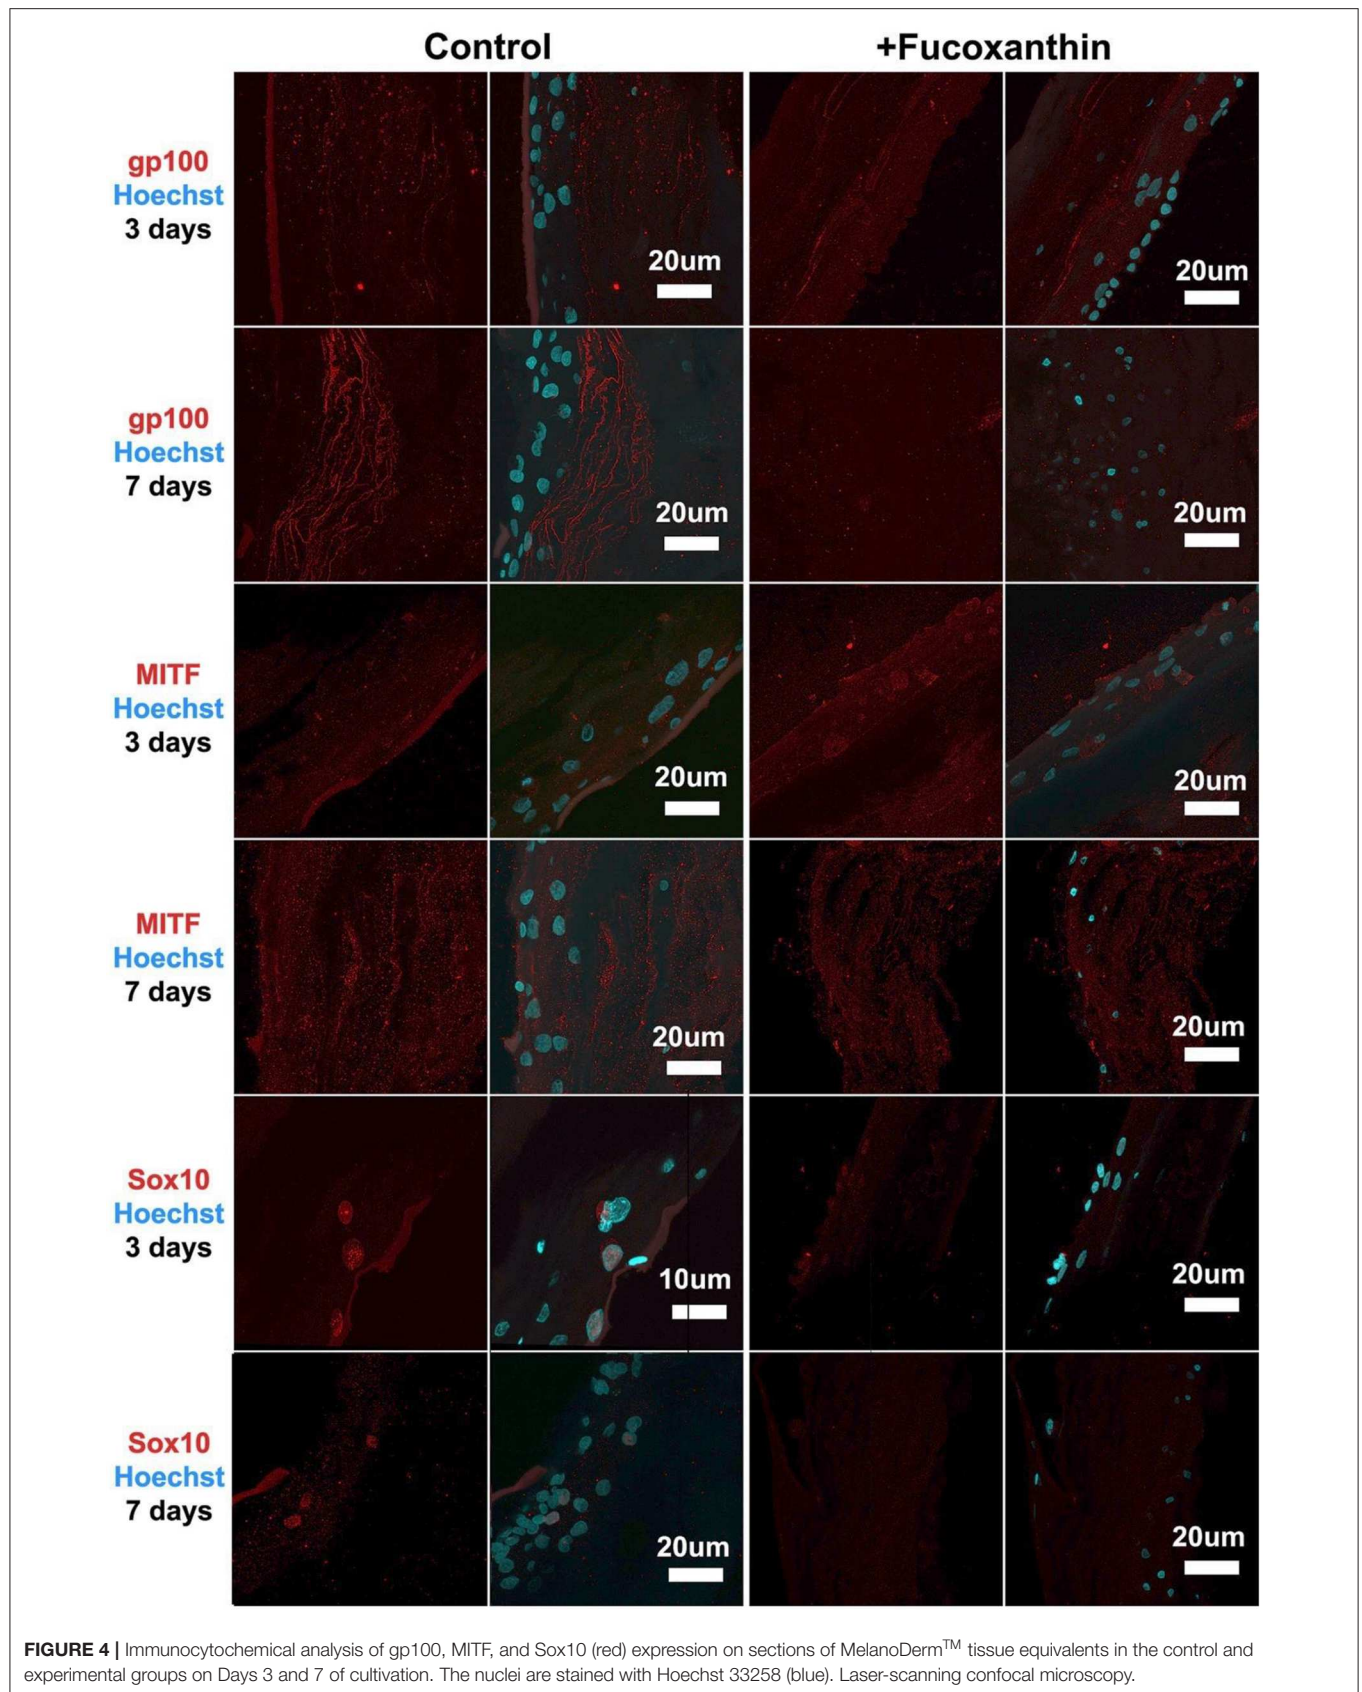 Control +Fucoxanthin
gp100
Hoechst
3 days
20um 20um
gp100
Hoechst
7 days
20um 20um
MITF
Hoechst
3 days
20um 20um
MITF
Hoechst
7 days
20um 20um
Sox10
Hoechst
3 days
10um 20um
Sox10
Hoechst
7 days
20um 20um
FIGURE 4 | Immunocytochemical analysis of gp100, MITF, and Sox10 (red) expression on sections of MelanoDerm™ tissue equivalents in the control and
experimental groups on Days 3 and 7 of cultivation. The nuclei are stained with Hoechst 33258 (blue). Laser-scanning confocal microscopy.